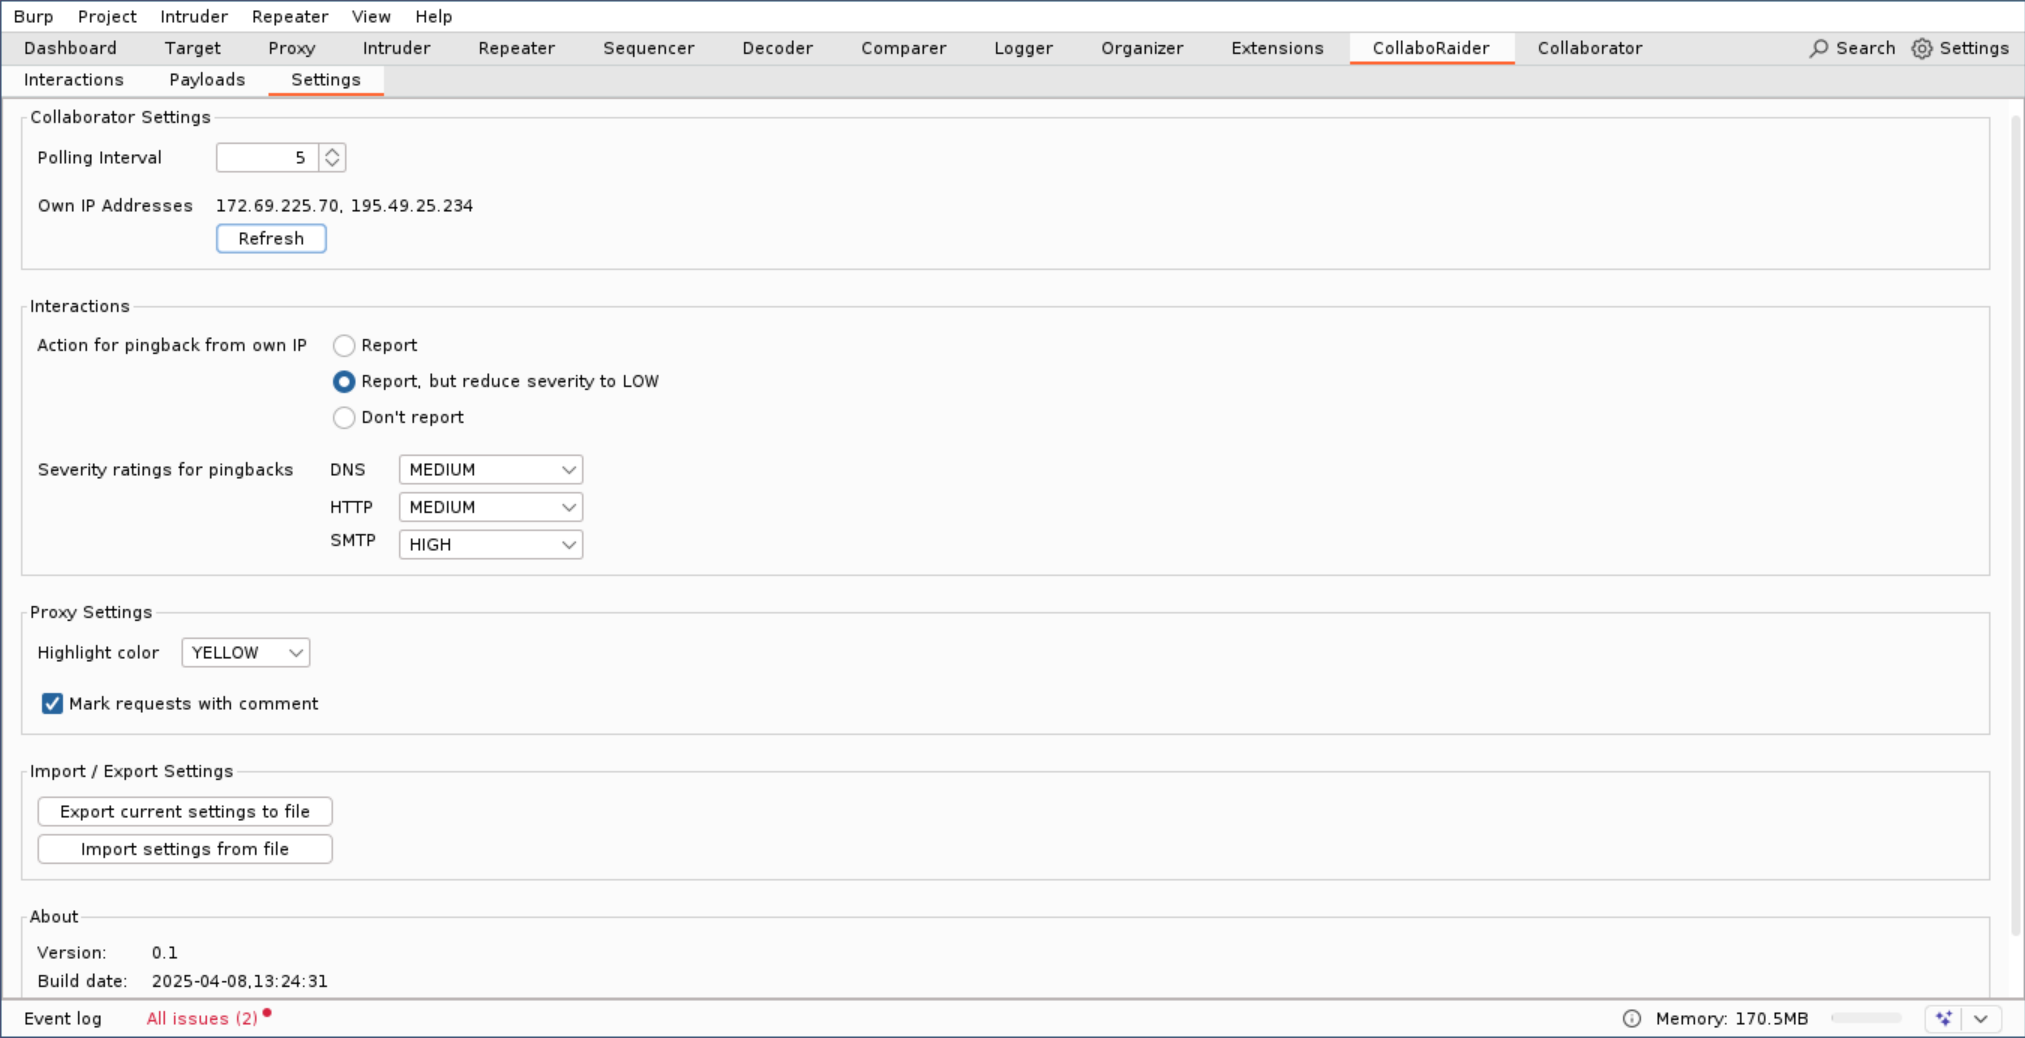 Burp Project Intruder Repeater View Help
Dashboard Target Proxy Intruder Repeater Sequencer Decoder Comparer Logger Organizer Extensions CollaboRaider Collaborator Search Settings
Interactions Payloads Settings
Collaborator Settings
Polling Interval 5
Own IP Addresses 172.69.225.70, 195.49.25.234
Refresh
Interactions
Action for pingback from own IP Report
Report, but reduce severity to LOW
Don't report
Severity ratings for pingbacks DNS MEDIUM
HTTP MEDIUM
SMTP HIGH
Proxy Settings
Highlight color YELLOW
Mark requests with comment
Import / Export Settings
Export current settings to file
Import settings from file
About
Version: 0.1
Build date: 2025-04-08,13:24:31
Event log All issues (2) Memory: 170.5MB